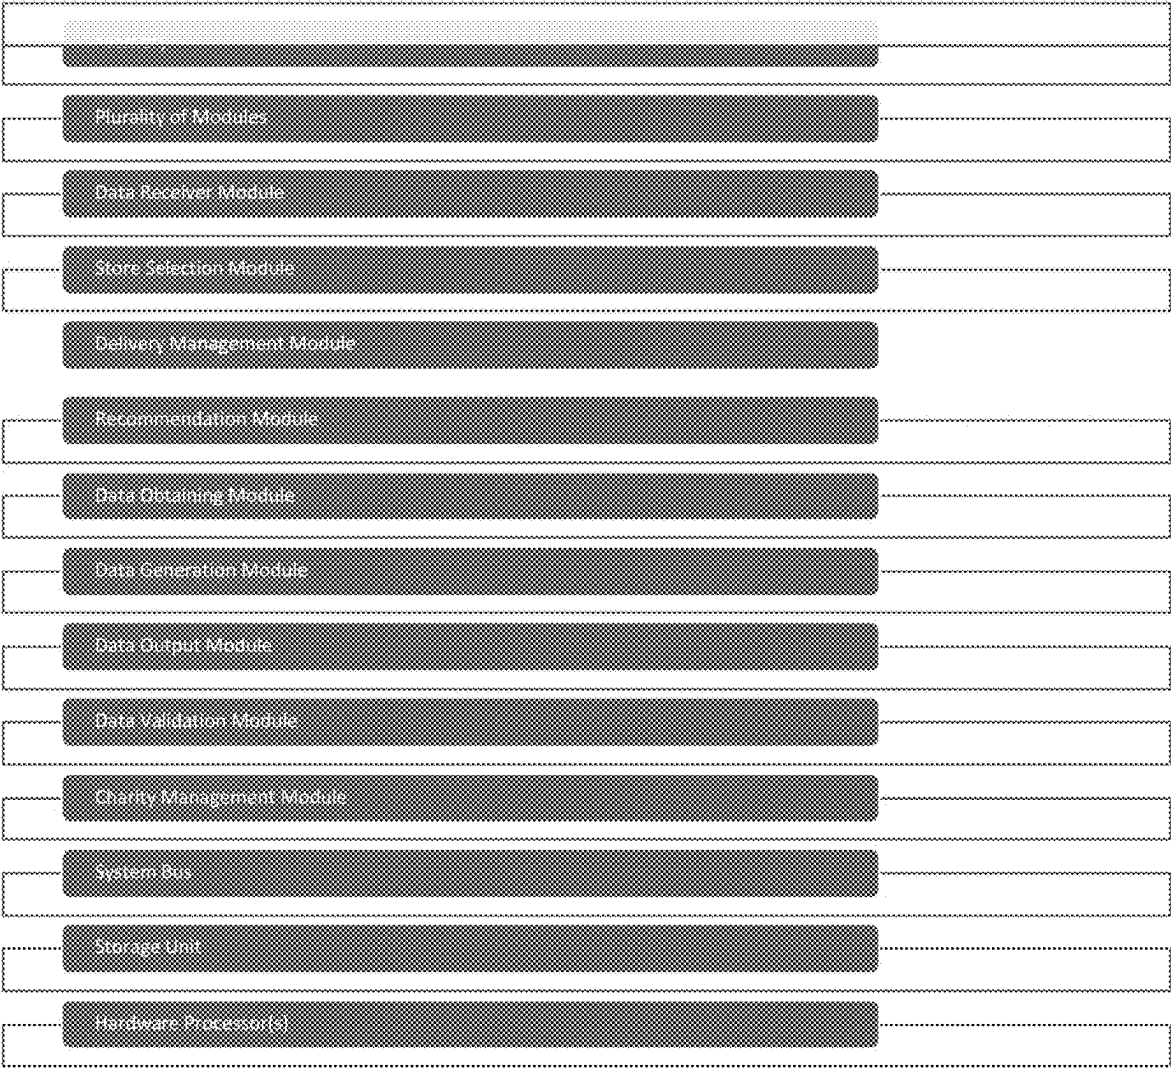 Plurality of Modules
Data Receiver Module
Store Selection Module
Delivery Management Module
Recommendation Module
Data Obtaining Module
Data Generation Module
Data Output Module
Data Validation Module
Charity Management Module
System Bus
Storage Unit
Hardware Processor(s)